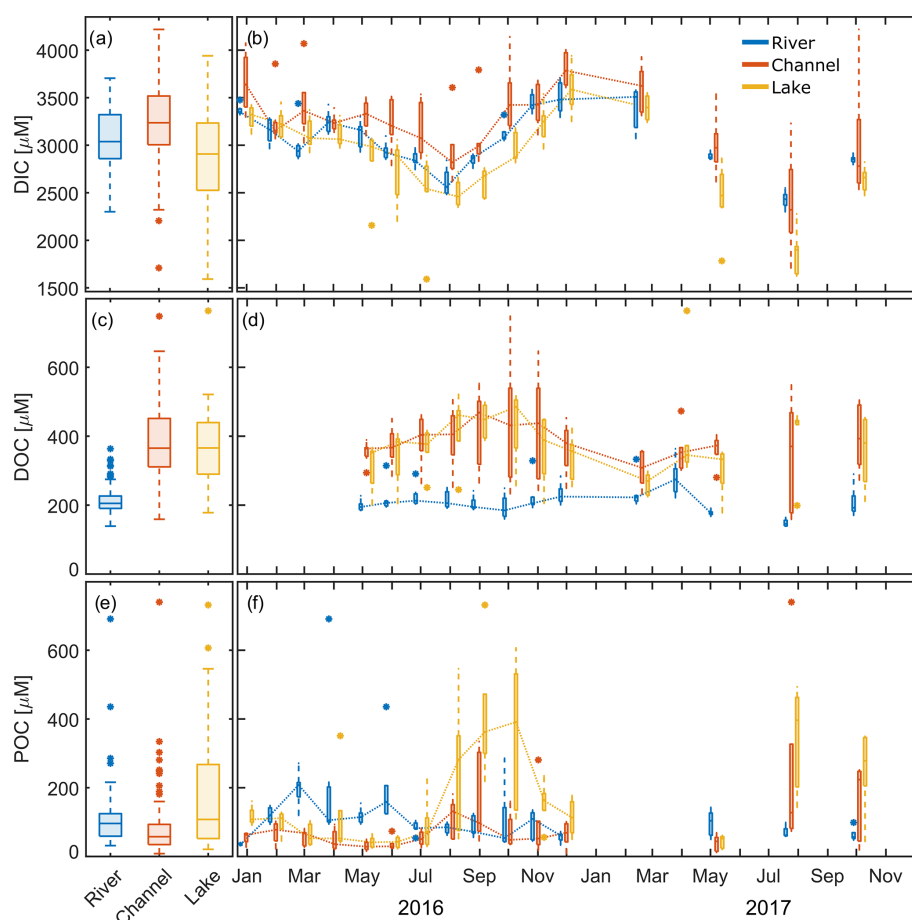 (a)
(b)
River
Channel
Lake
DIC [μM]
4000
3500
3000
2500
2000
1500
(c)
(d)
DOC [μM]
600
400
200
0
(e)
(f)
POC [μM]
600
400
200
0
River
Channel
Lake
Jan Mar May Jul Sep Nov Jan Mar May Jul Sep Nov
2016 2017